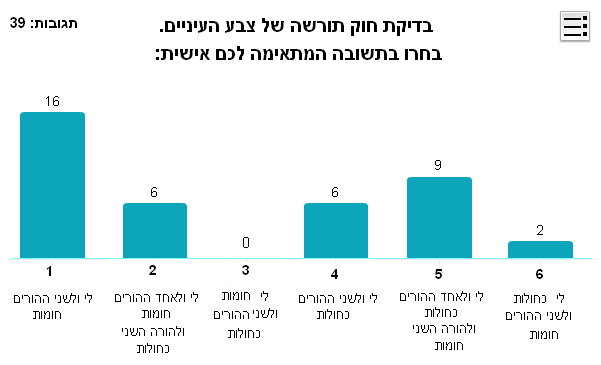 בדיקת חוק תורשה של צבע העיניים.
תגובות: 39
בחרו בתשובה המתאימה לכם אישית:
16
6
0
6
9
2
1
2
3
4
5
6
לי ולשני ההורים
חומות
לי ולאחד ההורים
חומות
ולהורה השני
כחולות
לי חומות
ולשני ההורים
כחולות
לי ולשני ההורים
כחולות
לי ולאחד ההורים
כחולות
ולהורה השני
חומות
לי כחולות
ולשני ההורים
חומות